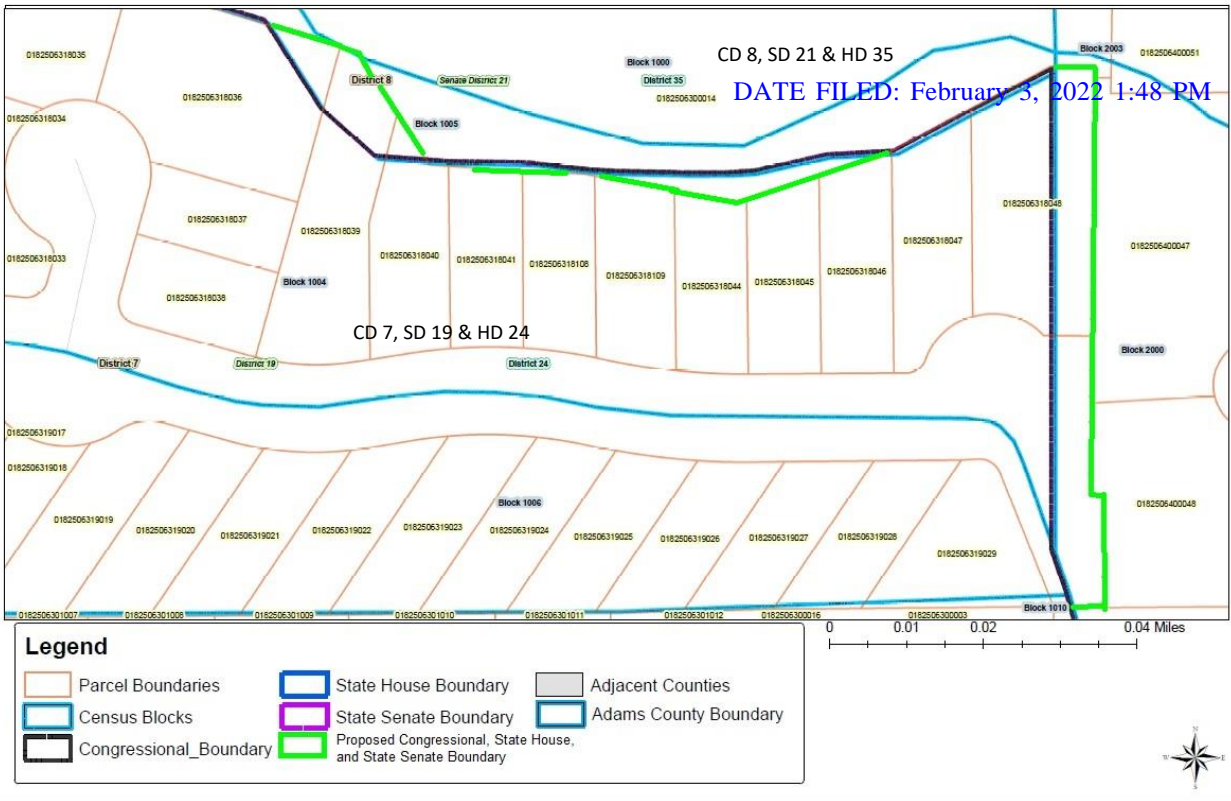 CD 8, SD 21 & HD 35
DATE FILED: February 3, 2022 1:48 PM
Block 2003
0182506400051
0182506318035
Block 1000
District 8
Senate District 21
District 35
0182506300014
0182506318036
0182506318034
Block 1005
0182506318048
0182506318037
0182506318039
0182506318047
0182506400047
0182506318033
0182506318040
0182506318041
0182506318108
0182506318109
0182506318044
0182506318045
0182506318046
Block 1004
0182506318038
CD 7, SD 19 & HD 24
Block 2000
District 7
District 19
District 24
0182506319017
0182506319018
Block 1006
0182506400048
0182506319019
0182506319020
0182506319021
0182506319022
0182506319023
0182506319024
0182506319025
0182506319026
0182506319027
0182506319028
0182506319029
Block 1010
0182506301007
0182506301008
0182506301009
0182506301010
0182506301011
0182506301012
0182506300016
0182506300003
0 0.01 0.02 0.04 Miles
Legend
Parcel Boundaries
Census Blocks
Congressional_Boundary
State House Boundary
State Senate Boundary
Proposed Congressional, State House,
and State Senate Boundary
Adjacent Counties
Adams County Boundary
N
W
E
S